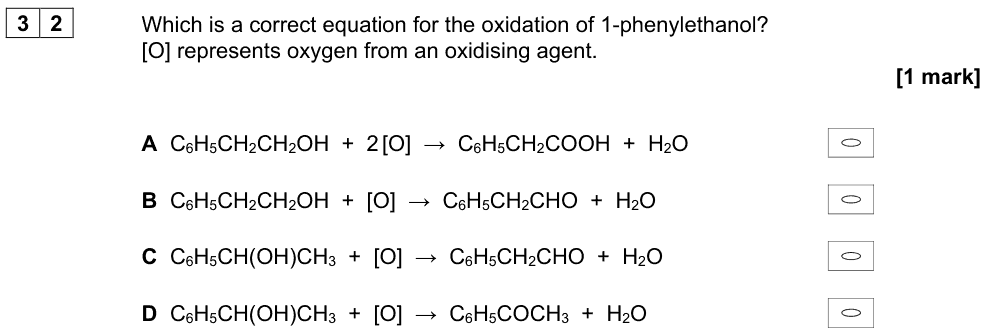 3 2 Which is a correct equation for the oxidation of 1-phenylethanol?
[O] represents oxygen from an oxidising agent.
[1 mark]
A C₆H₅CH₂CH₂OH + 2[O] → C₆H₅CH₂COOH + H₂O
B C₆H₅CH₂CH₂OH + [O] → C₆H₅CH₂CHO + H₂O
C C₆H₅CH(OH)CH₃ + [O] → C₆H₅CH₂CHO + H₂O
D C₆H₅CH(OH)CH₃ + [O] → C₆H₅COCH₃ + H₂O